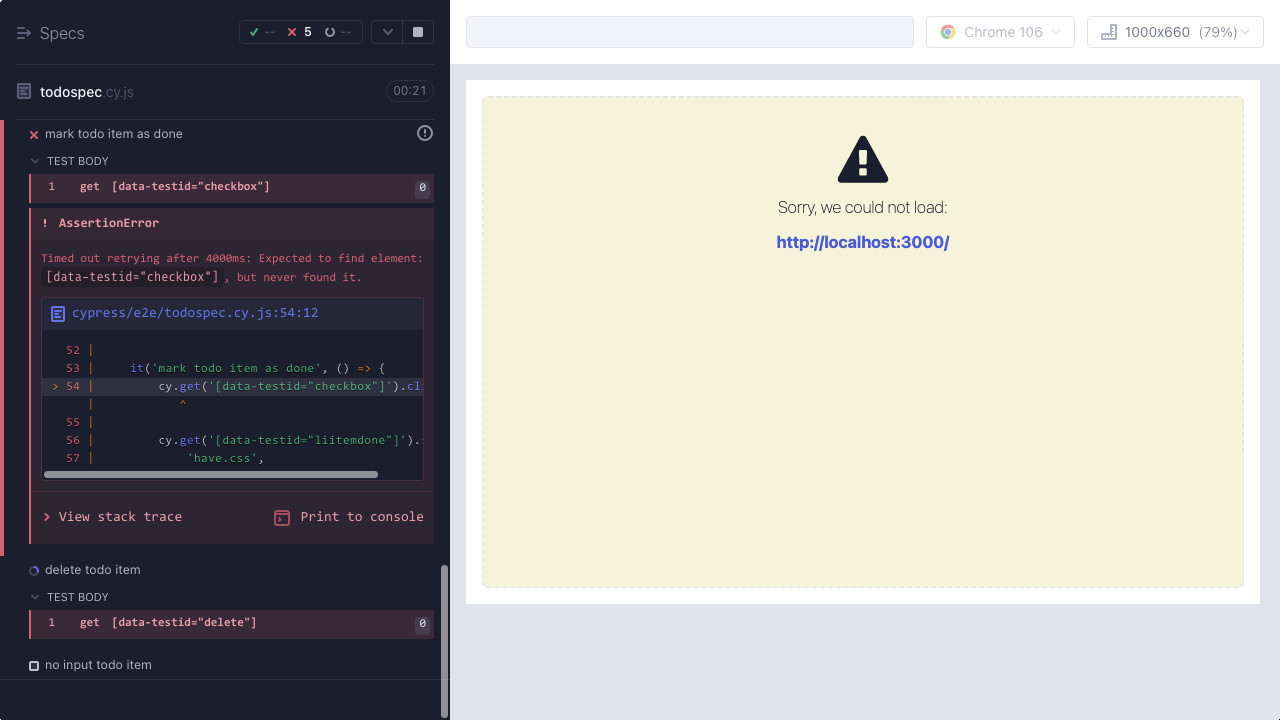 Specs
-- 5 --
todospec.cy.js
00:21
mark todo item as done
TEST BODY
1 get [data-testid="checkbox"] 0
! AssertionError
Timed out retrying after 4000ms: Expected to find element:
[data-testid="checkbox"], but never found it.
cypress/e2e/todospec.cy.js:54:12
52 |
53 | it('mark todo item as done', () => {
> 54 | cy.get('[data-testid="checkbox"]').cli
| ^
55 |
56 | cy.get('[data-testid="liitemdone"]').
57 | 'have.css',
> View stack trace
Print to console
delete todo item
TEST BODY
1 get [data-testid="delete"] 0
no input todo item
Chrome 106
1000x660 (79%)
Sorry, we could not load:
http://localhost:3000/